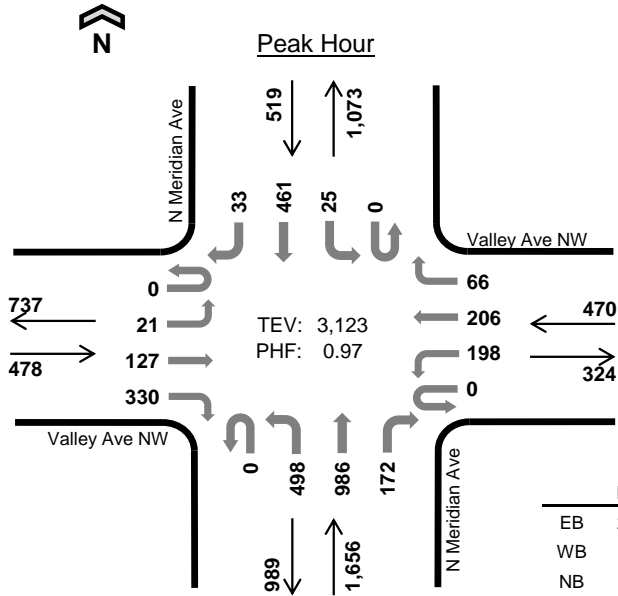 N
Peak Hour
519
1,073
N Meridian Ave
33
461
25
0
Valley Ave NW
0
66
737
21
206
470
TEV: 3,123
PHF: 0.97
478
127
198
324
330
0
Valley Ave NW
0
498
986
172
N Meridian Ave
989
1,656
EB
WB
NB